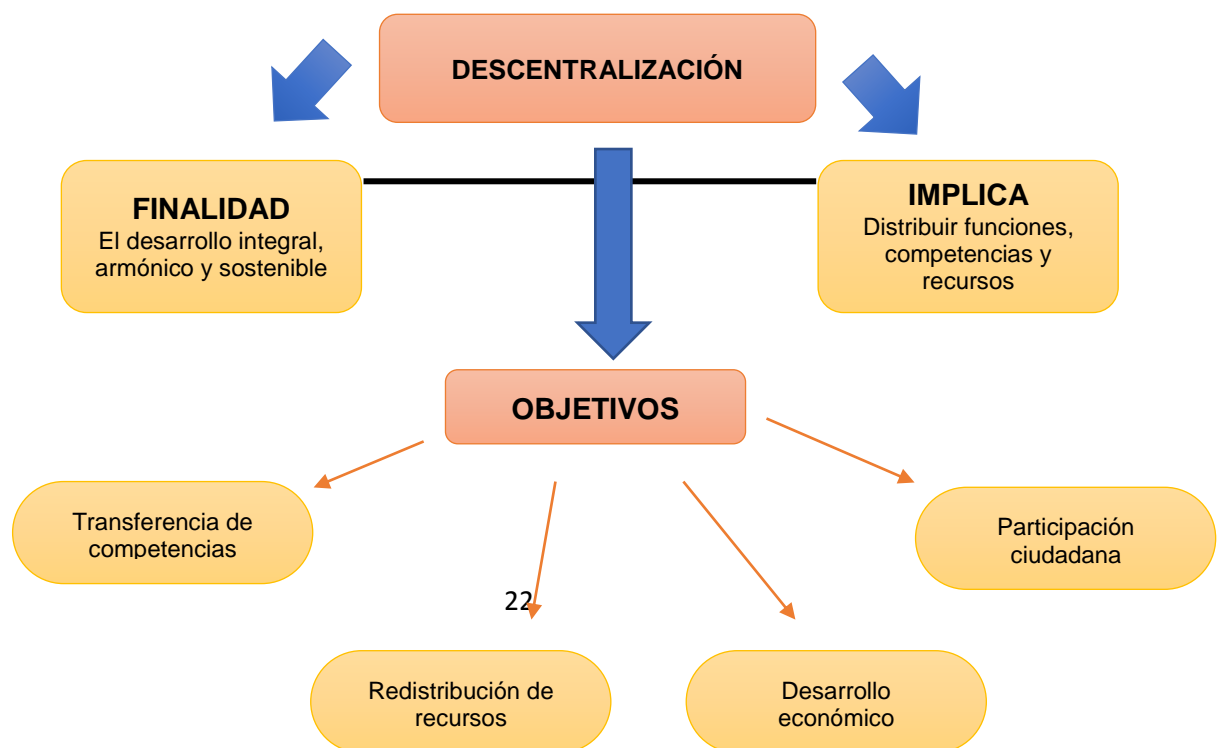 DESCENTRALIZACIÓN
FINALIDAD
El desarrollo integral,
armónico y sostenible
IMPLICA
Distribuir funciones,
competencias y
recursos
OBJETIVOS
Transferencia de
competencias
Participación
ciudadana
22
Redistribución de
recursos
Desarrollo
económico